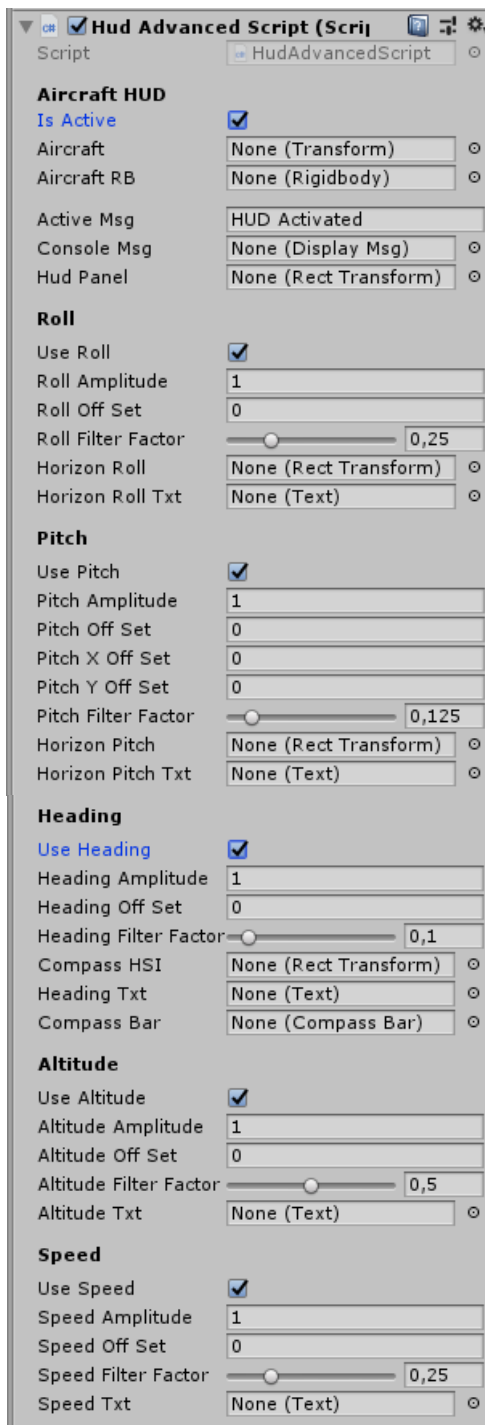 Hud Advanced Script (Scrip
Script HudAdvancedScript
Aircraft HUD
Is Active
Aircraft None (Transform)
Aircraft RB None (Rigidbody)
Active Msg HUD Activated
Console Msg None (Display Msg)
Hud Panel None (Rect Transform)
Roll
Use Roll
Roll Amplitude 1
Roll Off Set 0
Roll Filter Factor 0,25
Horizon Roll None (Rect Transform)
Horizon Roll Txt None (Text)
Pitch
Use Pitch
Pitch Amplitude 1
Pitch Off Set 0
Pitch X Off Set 0
Pitch Y Off Set 0
Pitch Filter Factor 0,125
Horizon Pitch None (Rect Transform)
Horizon Pitch Txt None (Text)
Heading
Use Heading
Heading Amplitude 1
Heading Off Set 0
Heading Filter Factor 0,1
Compass HSI None (Rect Transform)
Heading Txt None (Text)
Compass Bar None (Compass Bar)
Altitude
Use Altitude
Altitude Amplitude 1
Altitude Off Set 0
Altitude Filter Factor 0,5
Altitude Txt None (Text)
Speed
Use Speed
Speed Amplitude 1
Speed Off Set 0
Speed Filter Factor 0,25
Speed Txt None (Text)